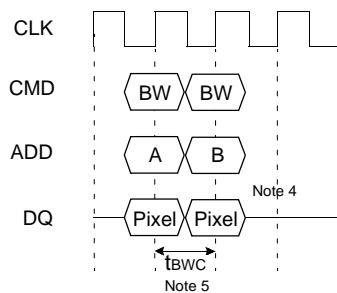 CLK
CMD BW BW
ADD A B
Note 4
DQ Pixel Pixel
tBWC
Note 5